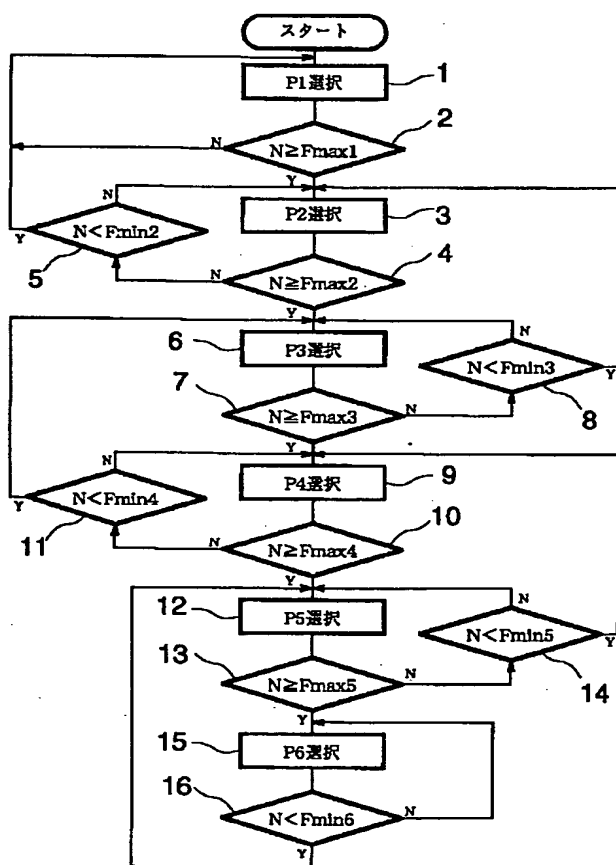 スタート
P1選択
1
2
N≧Fmax1
N
Y
N
P2選択
3
N<Fmin2
Y
5
4
N
N≧Fmax2
Y
6
P3選択
N
7
N<Fmin3
Y
N≧Fmax3
N
8
Y
N
P4選択
9
N<Fmin4
Y
11
10
N
N≧Fmax4
Y
12
P5選択
N
13
N<Fmin5
Y
N≧Fmax5
N
14
Y
15
P6選択
16
N<Fmin6
N
Y